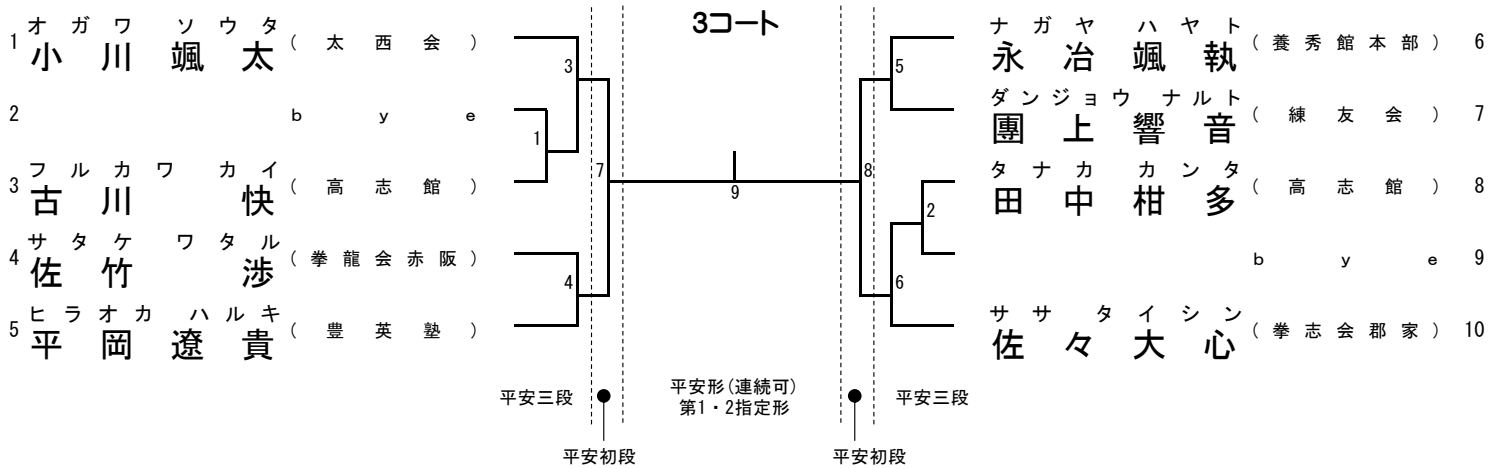 3コート
オガワ ソウタ
1 小川颯太 (太西会)
2 bye
フルカワ カイ
3 古川快 (高志館)
サタケ ワタル
4 佐竹渉 (拳龍会赤阪)
ヒラオカ ハルキ
5 平岡遼貴 (豊英塾)
3
1
7
4
9
ナガヤ ハヤト
永冶颯執 (養秀館本部) 6
ダンジョウ ナルト
團上響音 (練友会) 7
タナカ カンタ
田中柑多 (高志館) 8
bye 9
ササ タイシン
佐々大心 (拳志会郡家) 10
5
8
2
6
平安三段
平安形(連続可)
第1・2指定形
平安三段
平安初段
平安初段